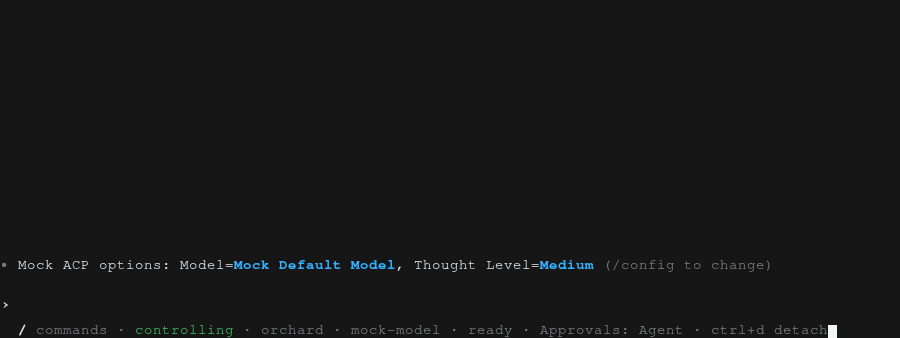 • Mock ACP options: Model=Mock Default Model, Thought Level=Medium (/config to change)
›
/ commands · controlling · orchard · mock-model · ready · Approvals: Agent · ctrl+d detach